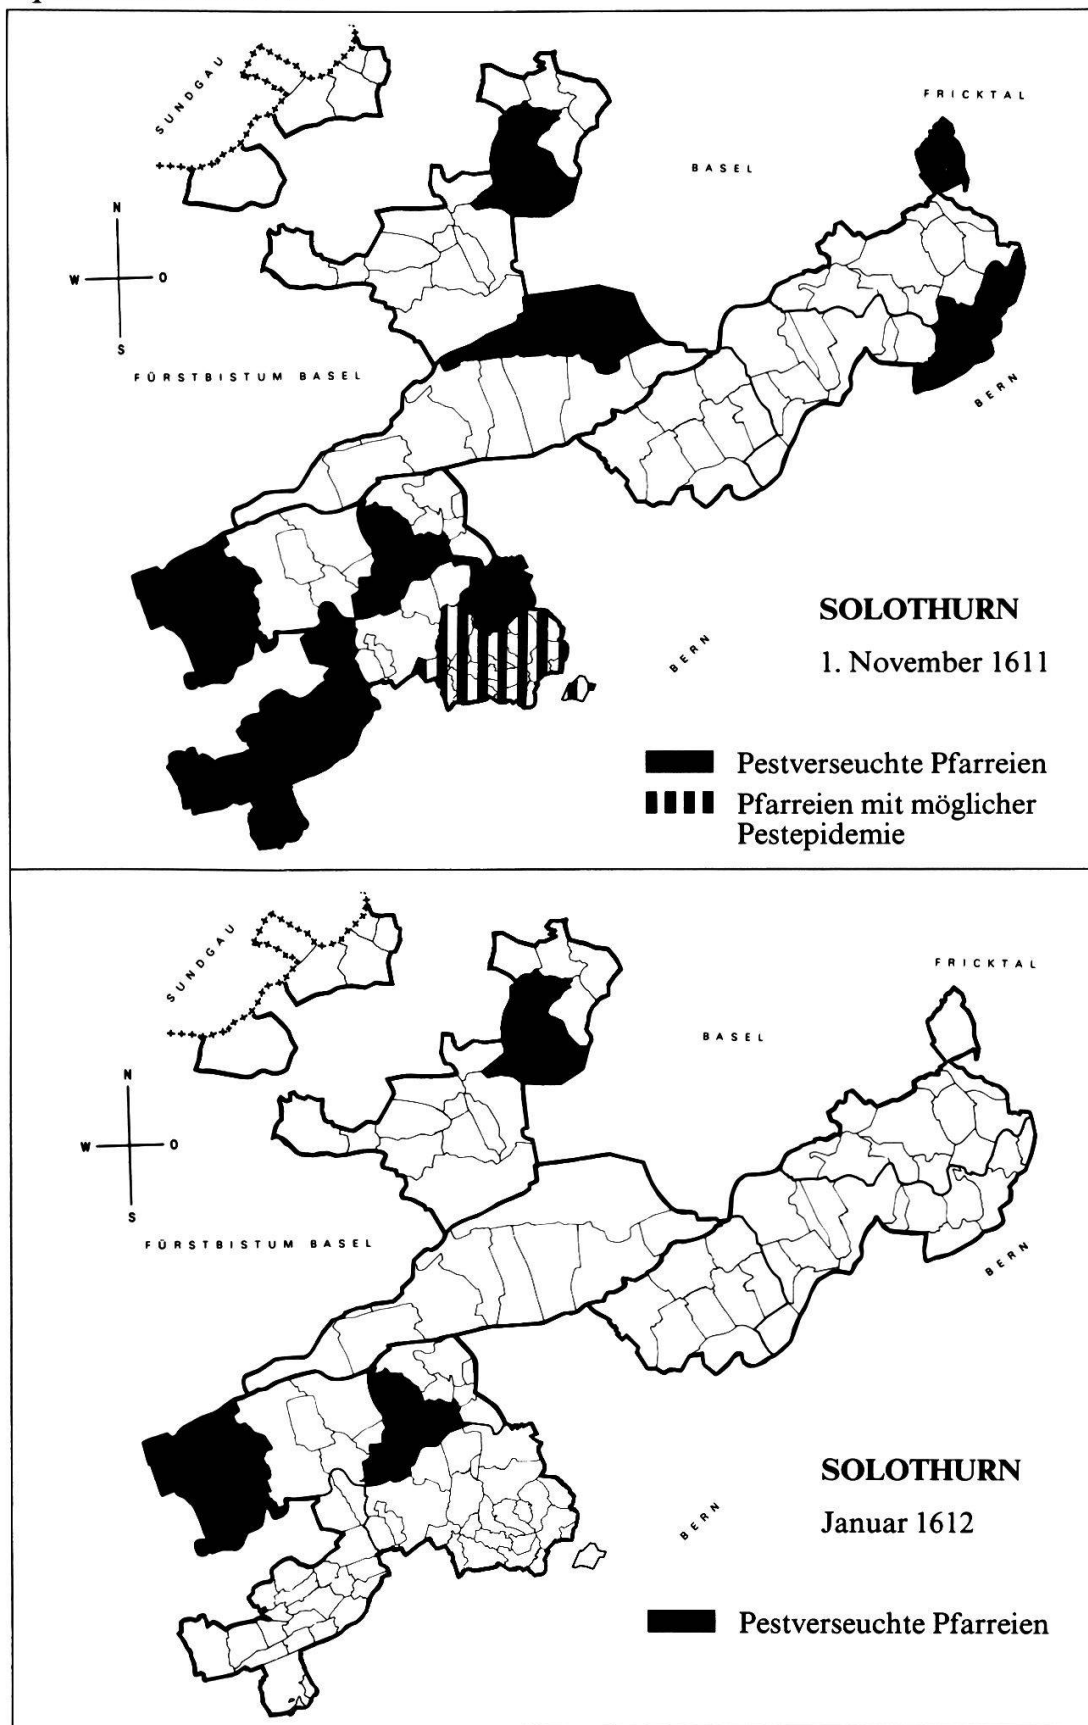 SUNDGAU
FRICKTAL
BASEL
N
W
O
S
FÜRSTBISTUM BASEL
BERN
BERN
SOLOTHURN
1. November 1611
Pestverseuchte Pfarreien
Pfarreien mit möglicher
Pestepidemie
SUNDGAU
FRICKTAL
BASEL
N
W
O
S
FÜRSTBISTUM BASEL
BERN
BERN
SOLOTHURN
Januar 1612
Pestverseuchte Pfarreien